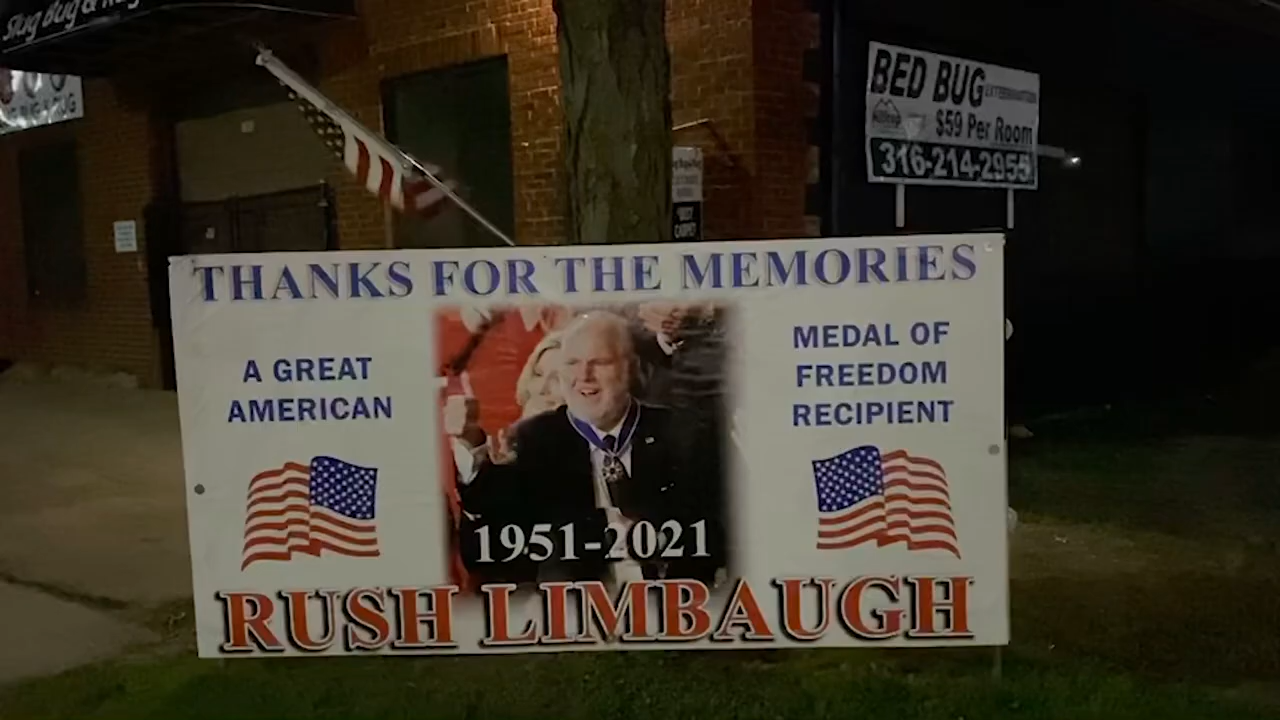 BED BUG
$59 Per Room
316-214-2955
THANKS FOR THE MEMORIES
A GREAT
AMERICAN
MEDAL OF
FREEDOM
RECIPIENT
1951-2021
RUSH LIMBAUGH